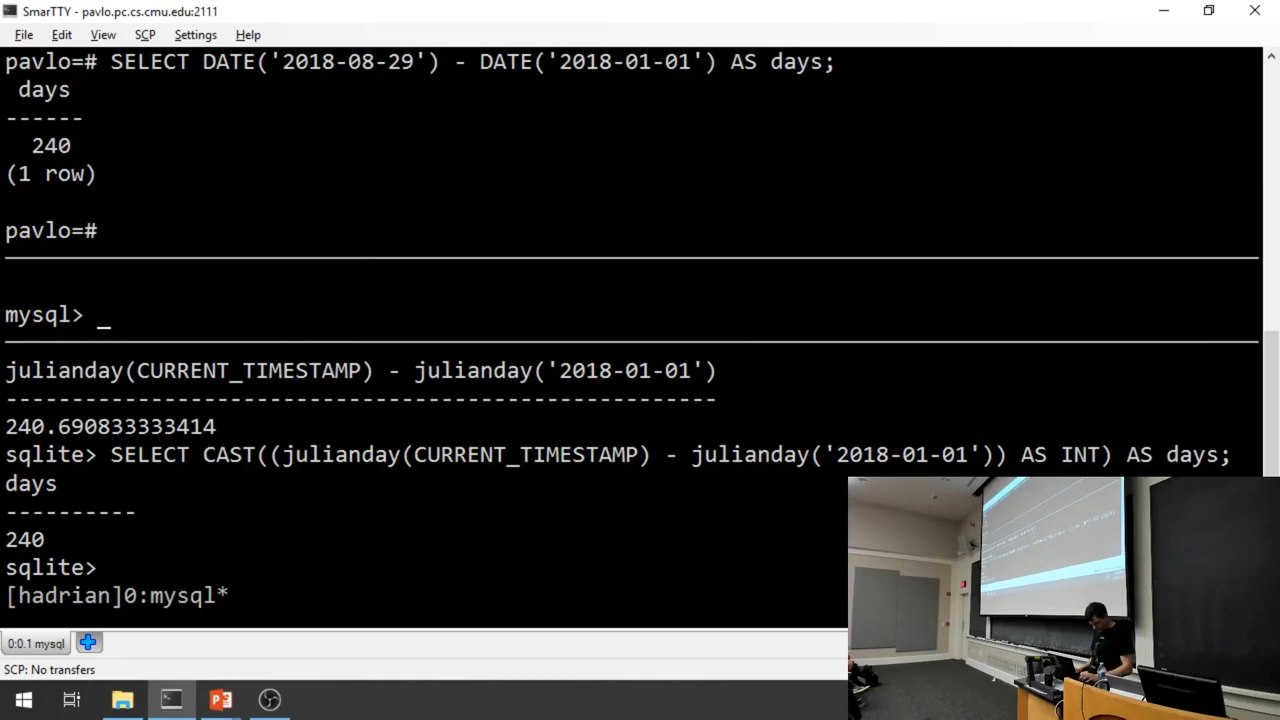 SmarTTY - pavlo.pc.cs.cmu.edu:2111
File Edit View SCP Settings Help
pavlo=# SELECT DATE('2018-08-29') - DATE('2018-01-01') AS days;
days
------
240
(1 row)
pavlo=#
mysql> _
julianday(CURRENT_TIMESTAMP) - julianday('2018-01-01')
------------------------------------------------------
240.690833333414
sqlite> SELECT CAST((julianday(CURRENT_TIMESTAMP) - julianday('2018-01-01')) AS INT) AS days;
days
----------
240
sqlite>
[hadrian]0:mysql*
0:0.1 mysql
SCP: No transfers